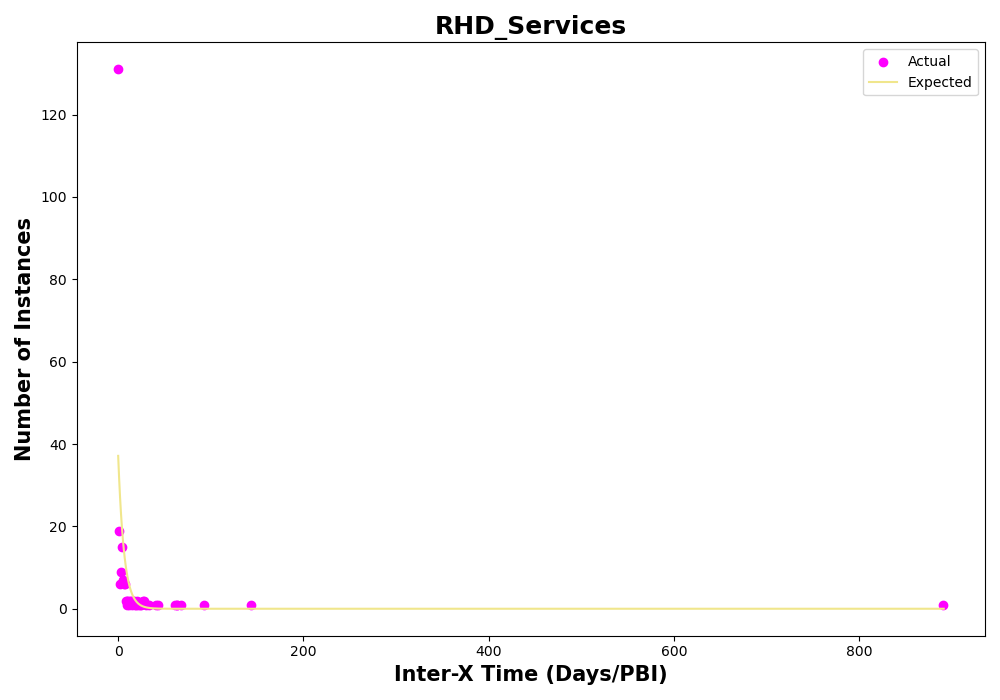 RHD_Services
Actual
Expected
120
100
80
60
40
20
0
Number of Instances
0 200 400 600 800
Inter-X Time (Days/PBI)